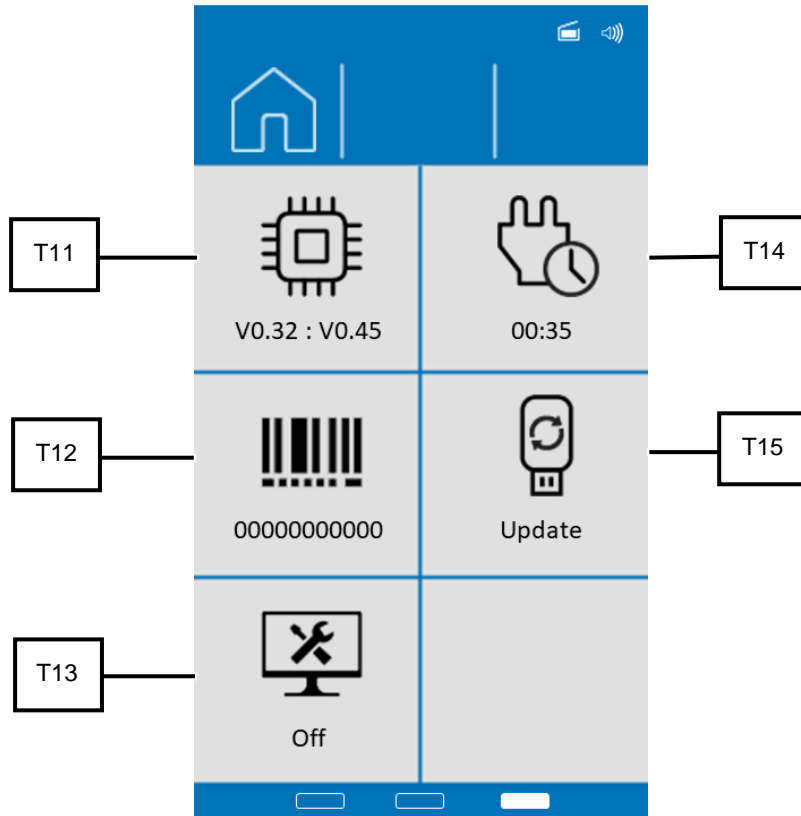 T11
V0.32 : V0.45
00:35
T14
T12
00000000000
Update
T15
T13
Off